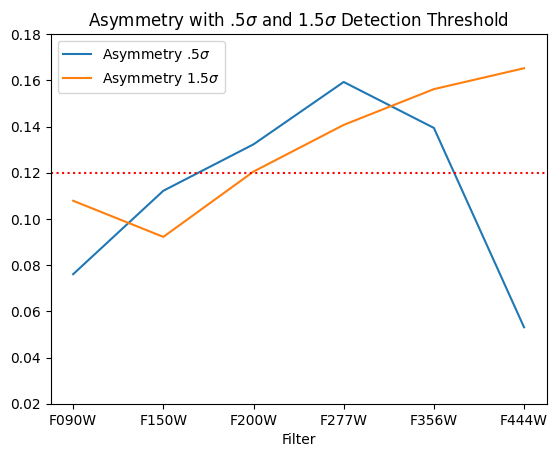 Asymmetry with .5σ and 1.5σ Detection Threshold
0.18
0.16
0.14
0.12
0.10
0.08
0.06
0.04
0.02
Asymmetry .5σ
Asymmetry 1.5σ
F090W F150W F200W F277W F356W F444W
Filter